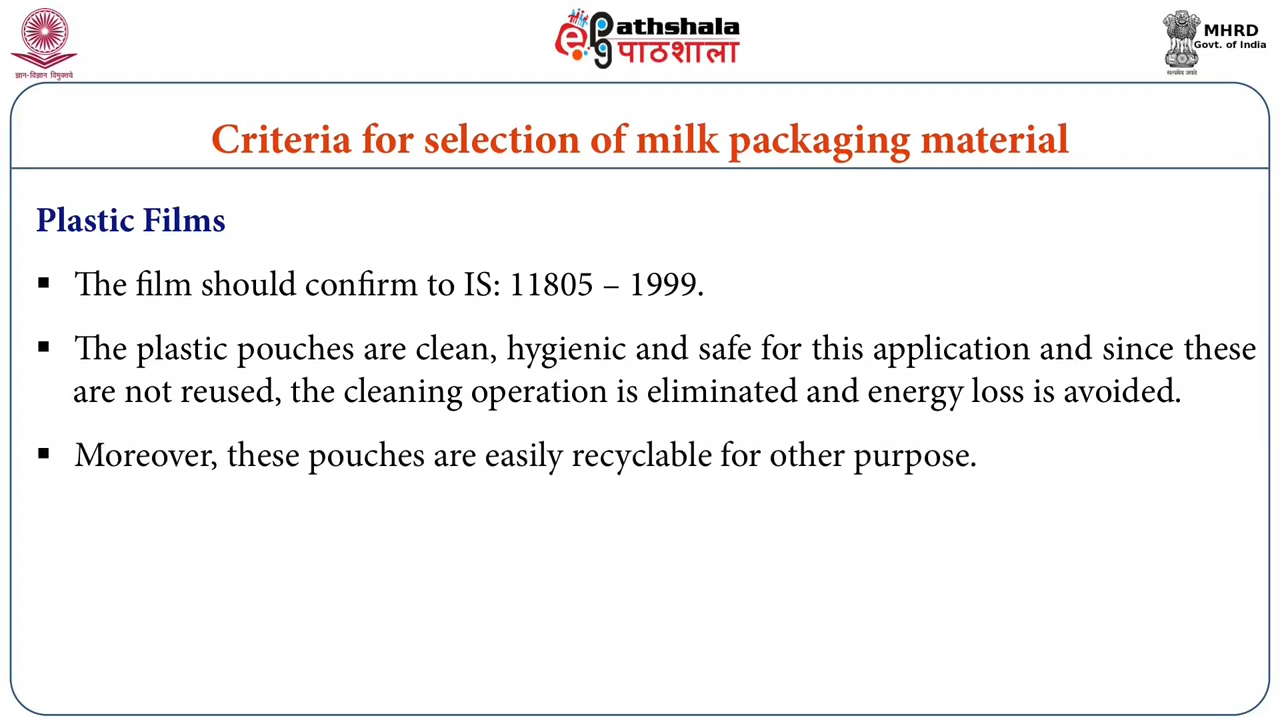 ज्ञान-विज्ञान विमुक्तये
ePathshala
पाठशाला
MHRD
Govt. of India
सत्यमेव जयते
Criteria for selection of milk packaging material
Plastic Films
▪ The film should confirm to IS: 11805 – 1999.
▪ The plastic pouches are clean, hygienic and safe for this application and since these
are not reused, the cleaning operation is eliminated and energy loss is avoided.
▪ Moreover, these pouches are easily recyclable for other purpose.